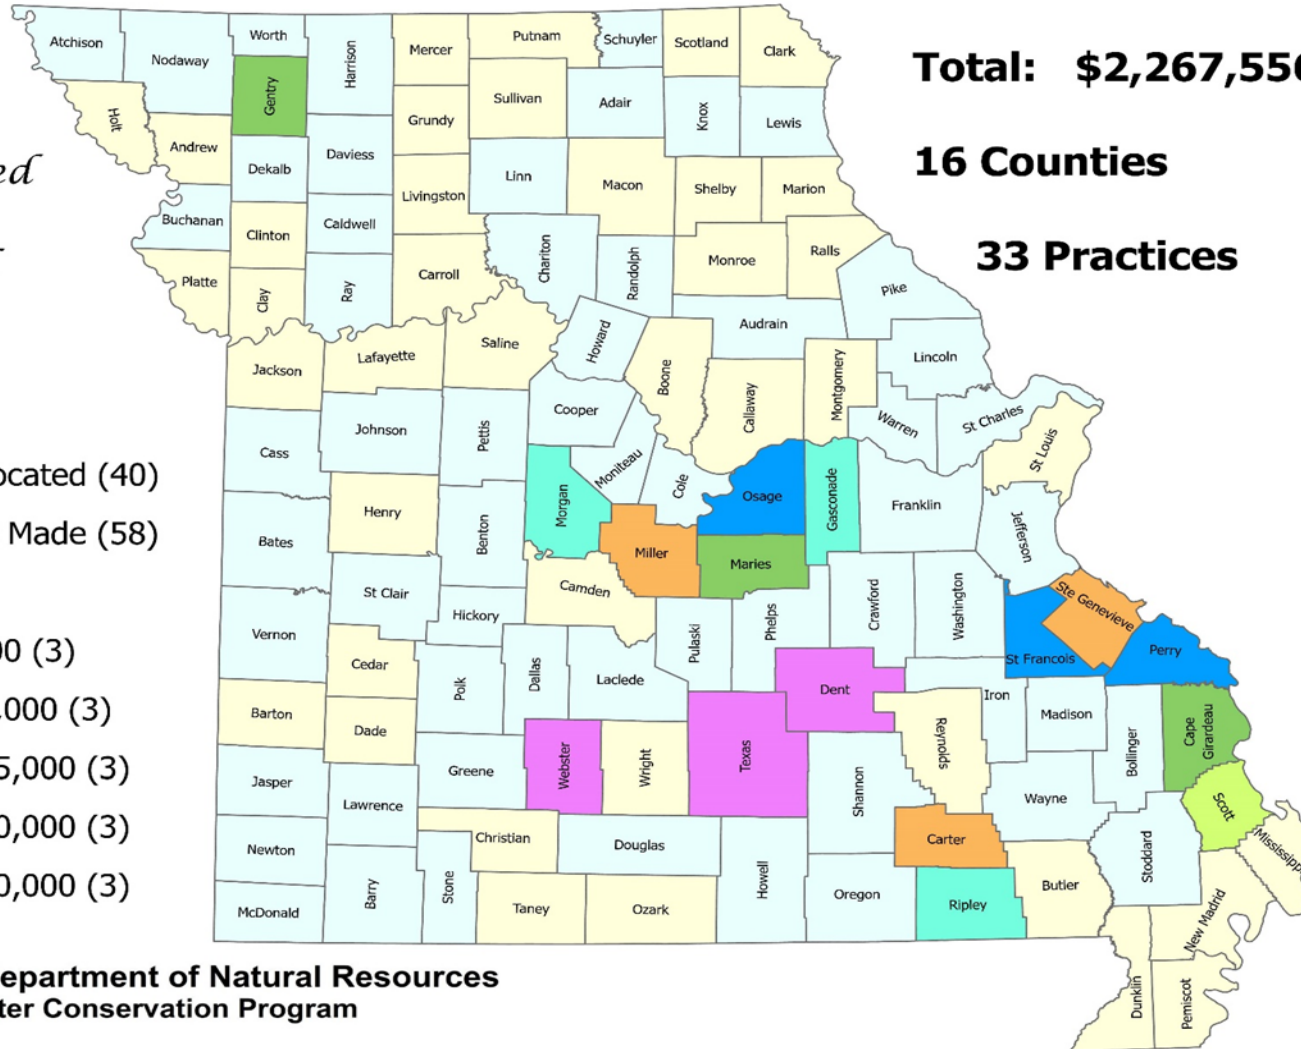 Atchison
Nodaway
Worth
Gentry
Harrison
Mercer
Putnam
Schuyler
Scotland
Clark
Total: $2,267,55
Holt
Andrew
Dekalb
Daviess
Grundy
Sullivan
Adair
Knox
Lewis
16 Counties
ed
Buchanan
Clinton
Caldwell
Livingston
Linn
Macon
Shelby
Marion
33 Practices
Platte
Clay
Ray
Carroll
Chariton
Randolph
Monroe
Ralls
Pike
Jackson
Lafayette
Saline
Howard
Boone
Audrain
Callaway
Montgomery
Lincoln
Warren
St Charles
St Louis
Cass
Johnson
Pettis
Cooper
Moniteau
Cole
Osage
Gasconade
Franklin
Jefferson
ocated (40)
Made (58)
Bates
Henry
Benton
Morgan
Miller
Maries
Camden
St Clair
Hickory
Vernon
Cedar
Polk
Dallas
Laclede
Pulaski
Phelps
Crawford
Washington
St Francois
Ste Genevieve
Perry
00 (3)
,000 (3)
5,000 (3)
0,000 (3)
0,000 (3)
Barton
Dade
Dent
Iron
Madison
Bollinger
Cape
Girardeau
Jasper
Lawrence
Greene
Webster
Wright
Texas
Shannon
Reynolds
Wayne
Scott
Mississipp
Newton
Christian
Douglas
Howell
Carter
Stoddard
McDonald
Barry
Stone
Taney
Ozark
Oregon
Ripley
Butler
New Madrid
Dunklin
Pemiscot
epartment of Natural Resources
ter Conservation Program